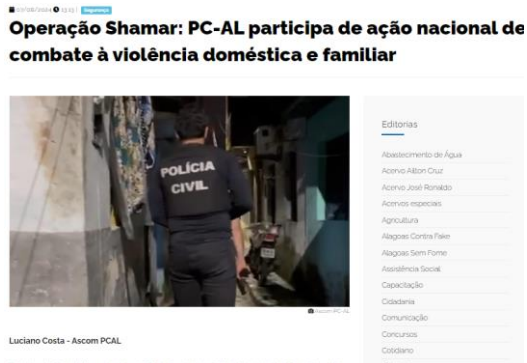 Segurança
Operação Shamar: PC-AL participa de ação nacional de
combate à violência doméstica e familiar
POLÍCIA
CIVIL
Ascom PC-AL
Luciano Costa - Ascom PCAL
Editorias
Abastecimento de Água
Acervo Ailton Cruz
Acervo José Ronaldo
Acervos especiais
Agricultura
Alagoas Contra Fake
Alagoas Sem Fome
Assistência Social
Capacitação
Cidadania
Comunicação
Concursos
Cotidiano